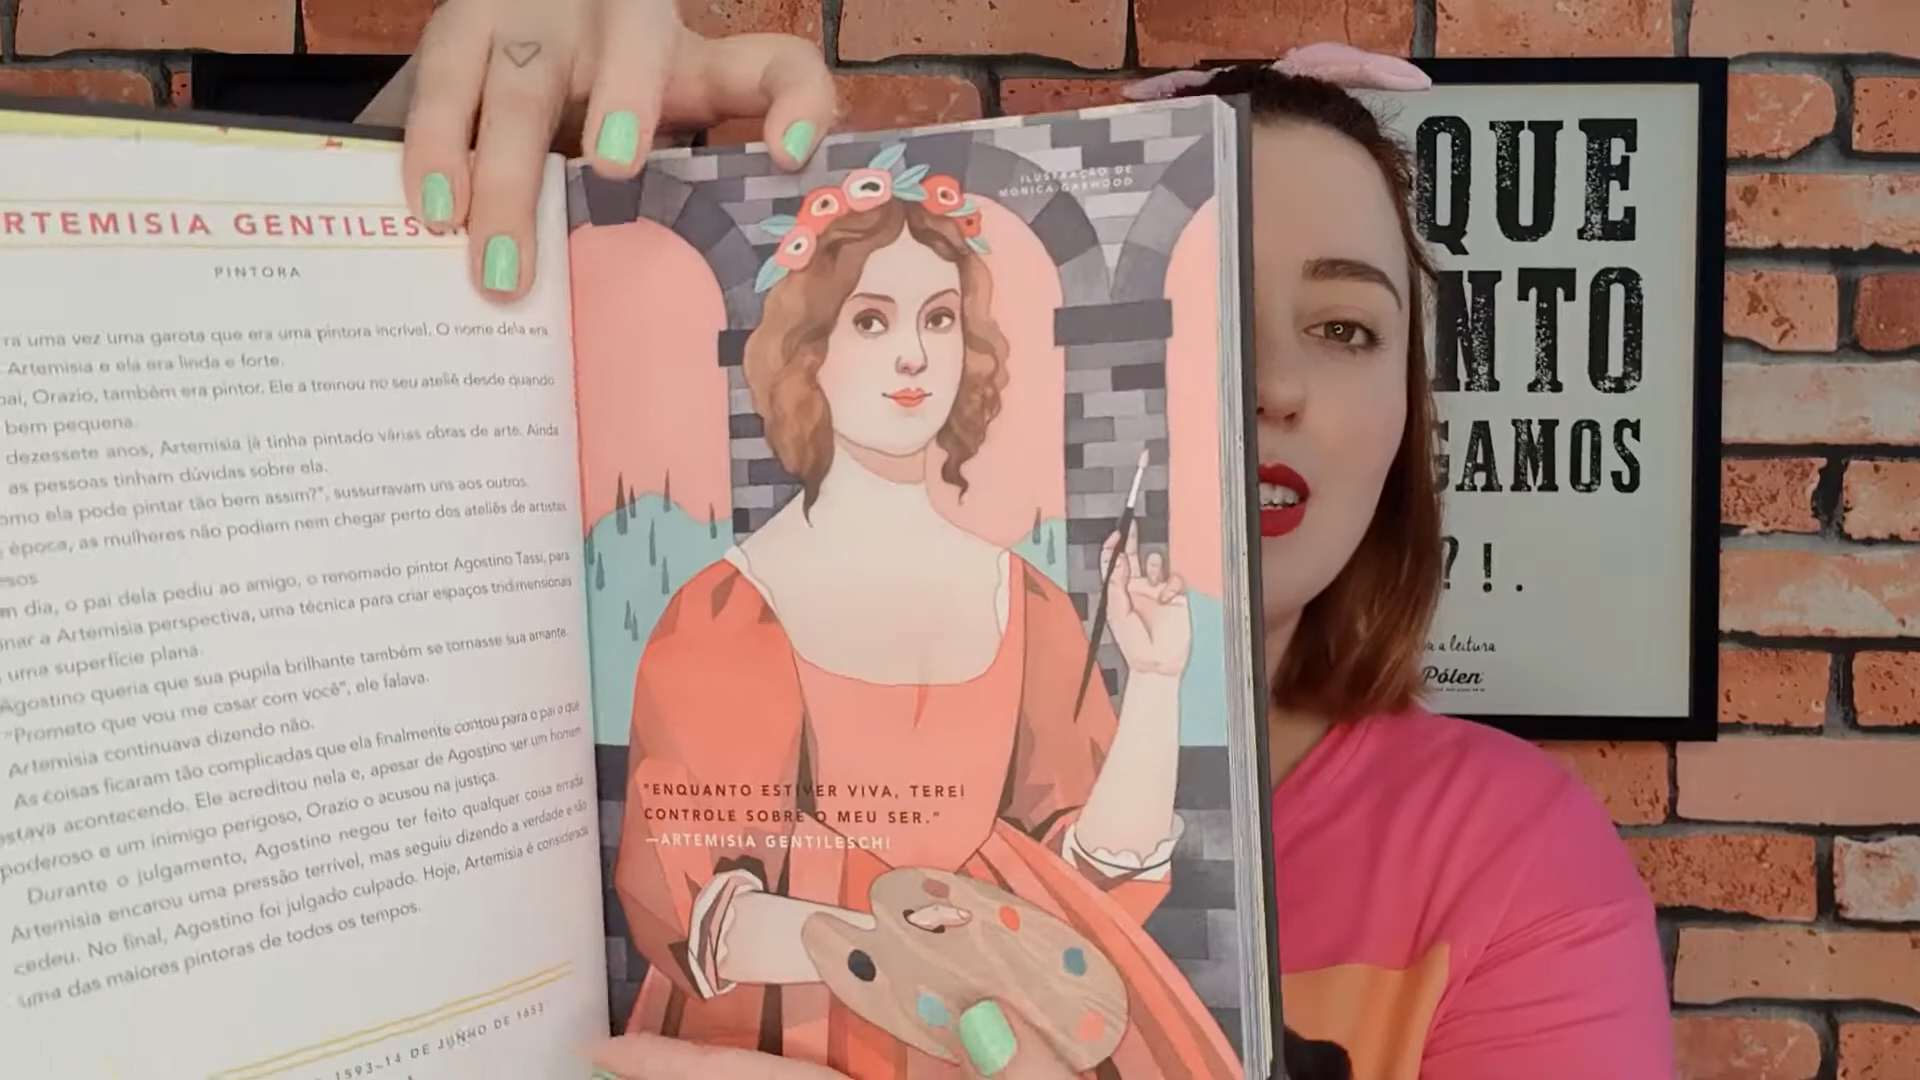 RTEMISIA GENTILESC
PINTORA
ra uma vez uma garota que era uma pintora incrível. O nome dela era
Artemisia e ela era linda e forte.
pai, Orazio, também era pintor. Ele a treinou no seu ateliê desde quando
bem pequena.
dezessete anos, Artemisia já tinha pintado várias obras de arte. Ainda
as pessoas tinham dúvidas sobre ela.
omo ela pode pintar tão bem assim?", sussurravam uns aos outros.
época, as mulheres não podiam nem chegar perto dos ateliês de artistas
sos
m dia, o pai dela pediu ao amigo, o renomado pintor Agostino Tassi, para
inar a Artemisia perspectiva, uma técnica para criar espaços tridimensionais
uma superfície plana.
Agostino queria que sua pupila brilhante também se tornasse sua amante.
"Prometo que vou me casar com você", ele falava.
Artemisia continuava dizendo não.
As coisas ficaram tão complicadas que ela finalmente contou para o pai o que
estava acontecendo. Ele acreditou nela e, apesar de Agostino ser um homem
poderoso e um inimigo perigoso, Orazio o acusou na justiça.
Durante o julgamento, Agostino negou ter feito qualquer coisa errada
Artemisia encarou uma pressão terrível, mas seguiu dizendo a verdade e não
cedeu. No final, Agostino foi julgado culpado. Hoje, Artemisia é considerada
uma das maiores pintoras de todos os tempos.
1593–14 DE JUNHO DE 1653
ILUSTRAÇÃO DE
MONICA GARWOOD
"ENQUANTO ESTIVER VIVA, TEREI
CONTROLE SOBRE O MEU SER."
—ARTEMISIA GENTILESCHI
QUE
NTO
GAMOS
?!.
a a leitura
Pólen